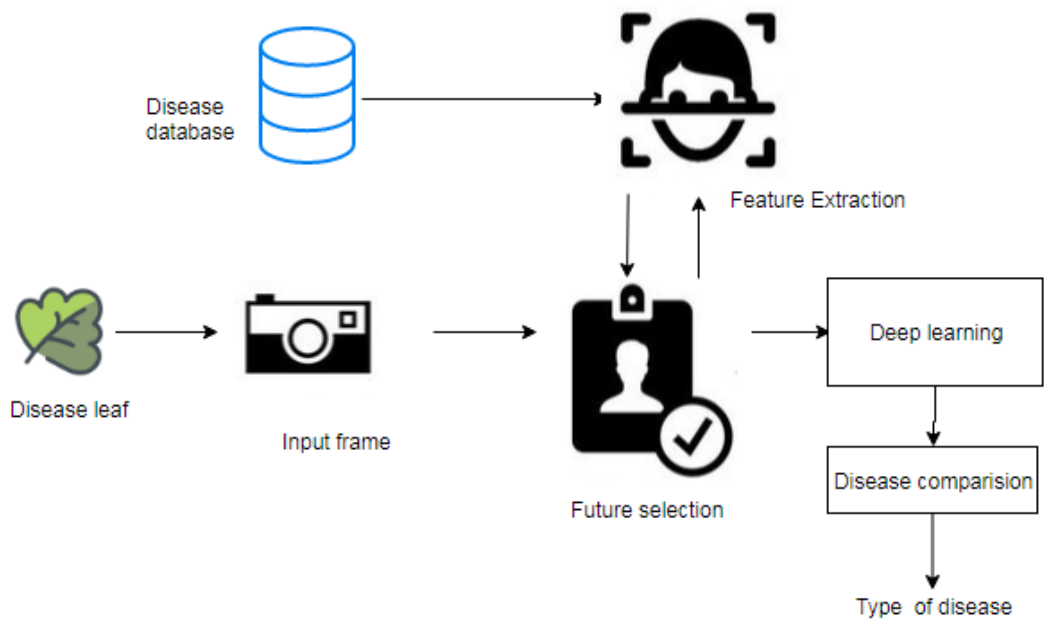 Disease
database
Feature Extraction
Disease leaf
Input frame
Future selection
Deep learning
Disease comparision
Type of disease